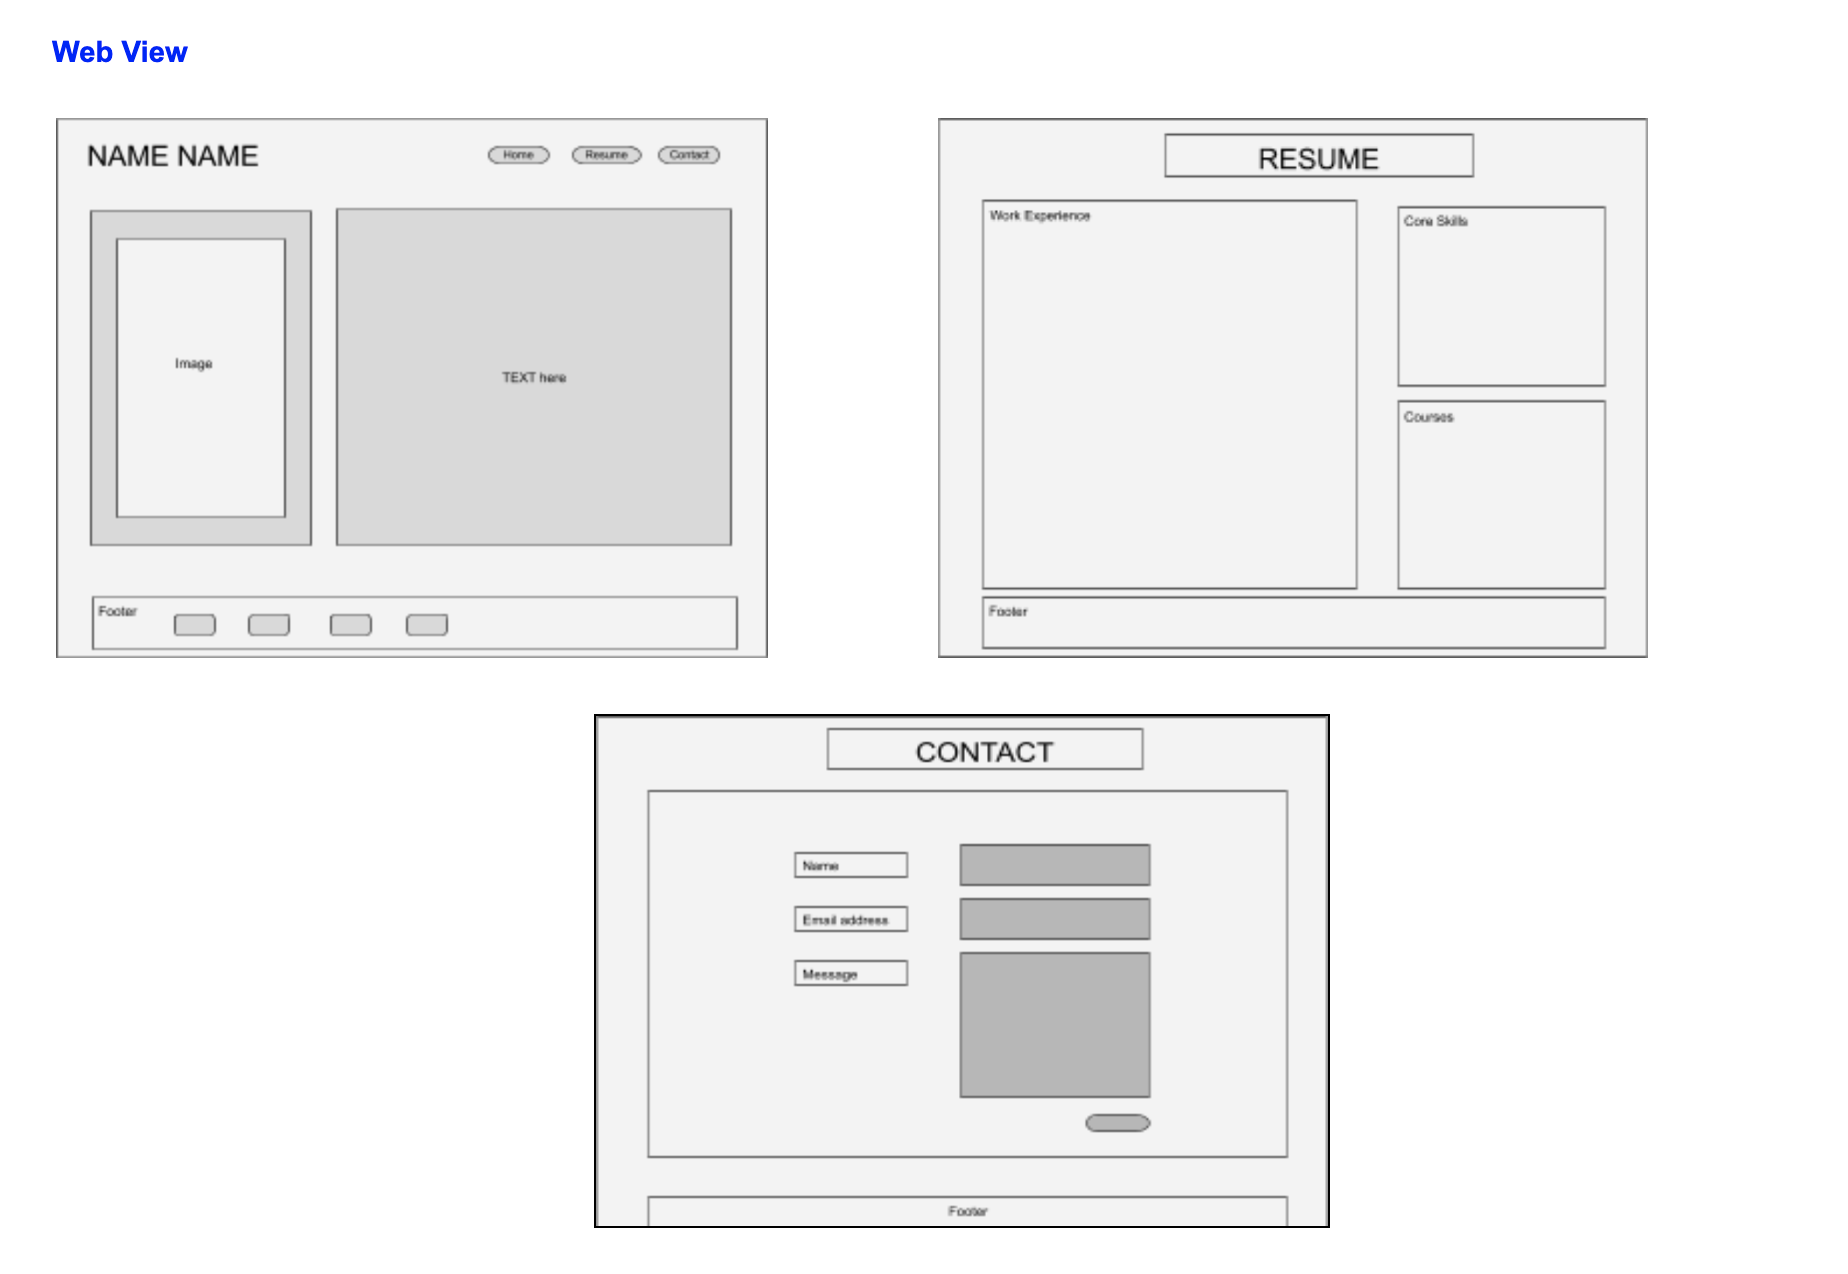 Web View
NAME NAME
Home Resume Contact
Image
TEXT here
Footer
RESUME
Work Experience
Core Skills
Courses
Footer
CONTACT
Name
Email address
Message
Footer